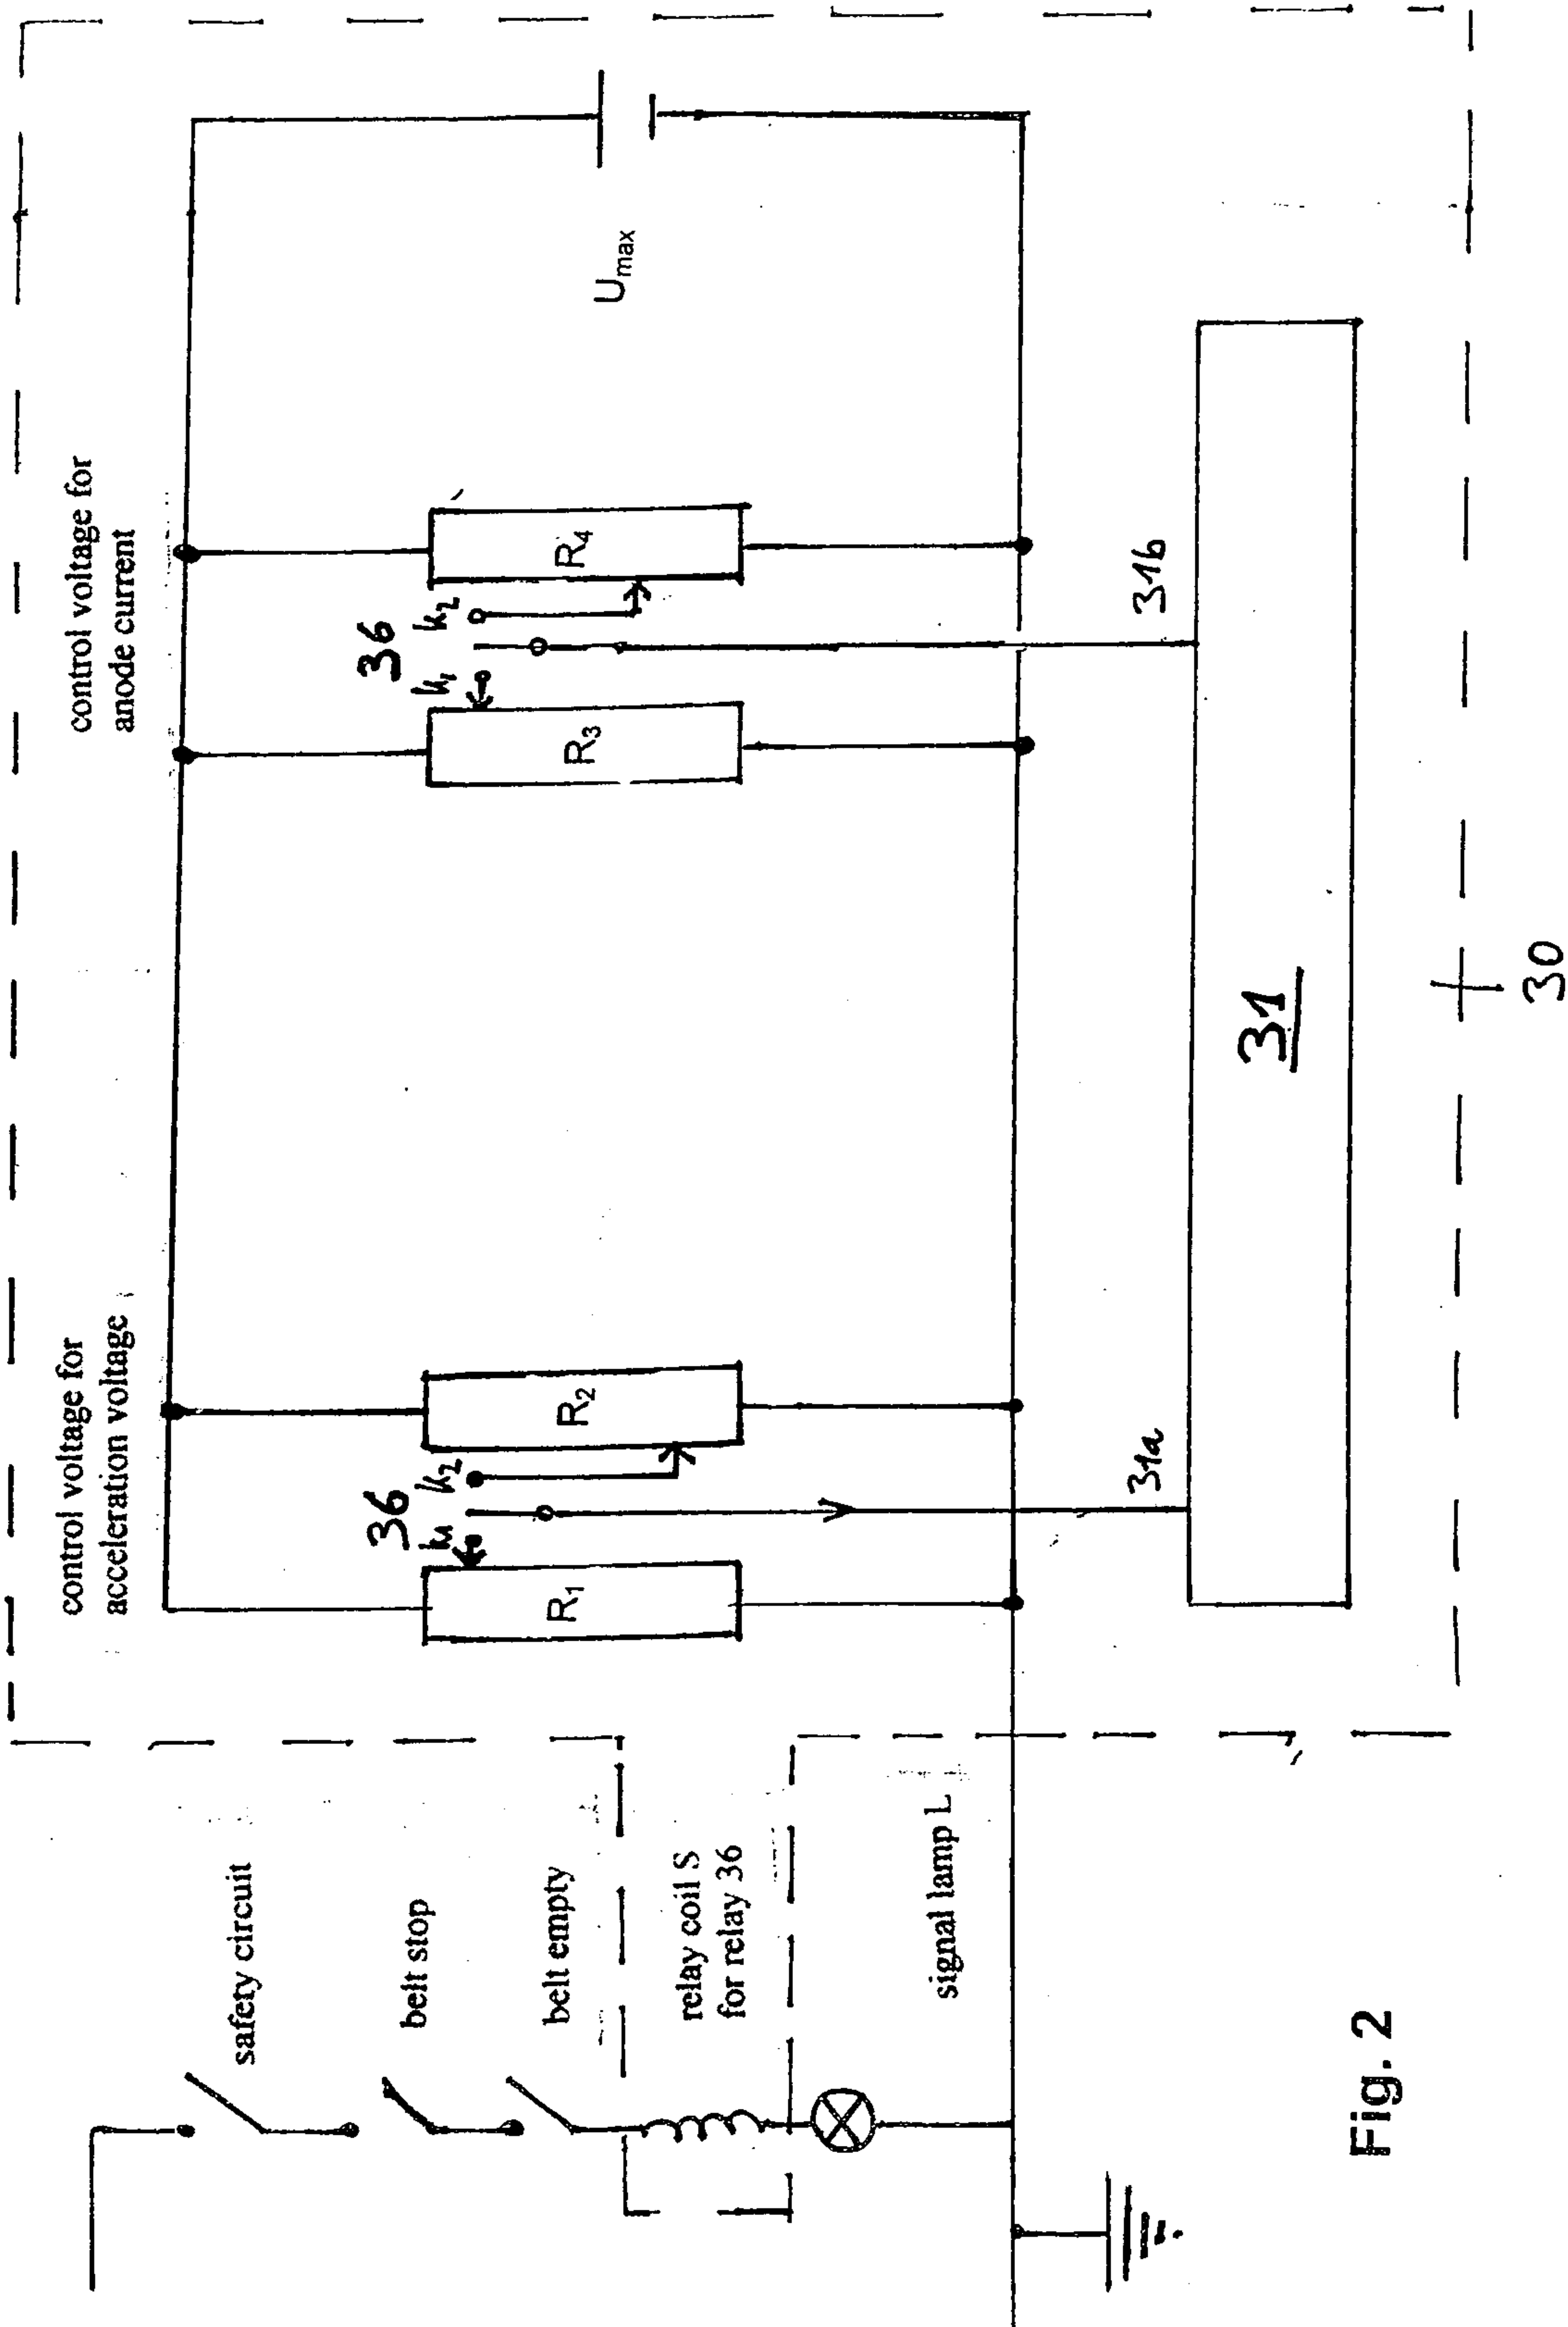 control voltage for
acceleration voltage
control voltage for
anode current
safety circuit
belt stop
belt empty
relay coil S
for relay 36
signal lamp L
36
k₂
R₁
R₂
36
k₁
k₂
R₃
R₄
Umax
31a
31b
31
30
Fig. 2